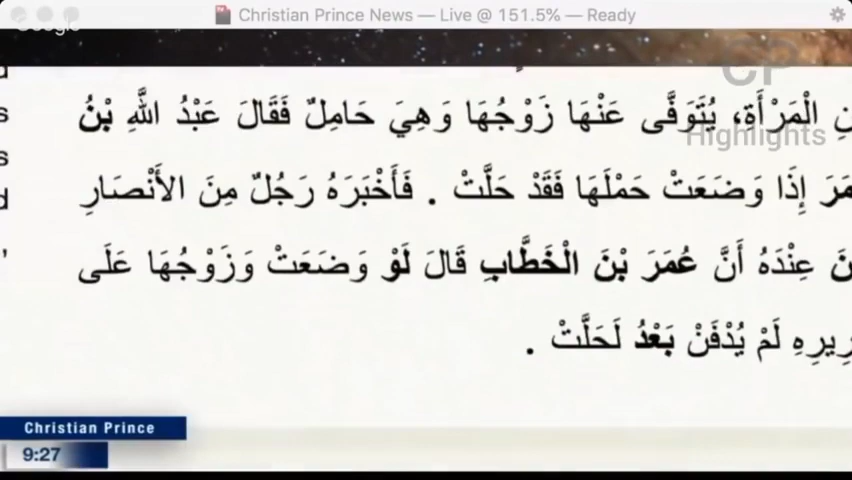 Christian Prince News — Live @ 151.5% — Ready
Google
CP
Highlights
الْمَرْأَةِ، يُتَوَفَّى عَنْهَا زَوْجُهَا وَهِيَ حَامِلٌ فَقَالَ عَبْدُ اللَّهِ بْنُ
إِذَا وَضَعَتْ حَمْلَهَا فَقَدْ حَلَّتْ . فَأَخْبَرَهُ رَجُلٌ مِنَ الأَنْصَارِ
عِنْدَهُ أَنَّ عُمَرَ بْنَ الْخَطَّابِ قَالَ لَوْ وَضَعَتْ وَزَوْجُهَا عَلَى
لَمْ يُدْفَنْ بَعْدُ لَحَلَّتْ .
Christian Prince
9:27